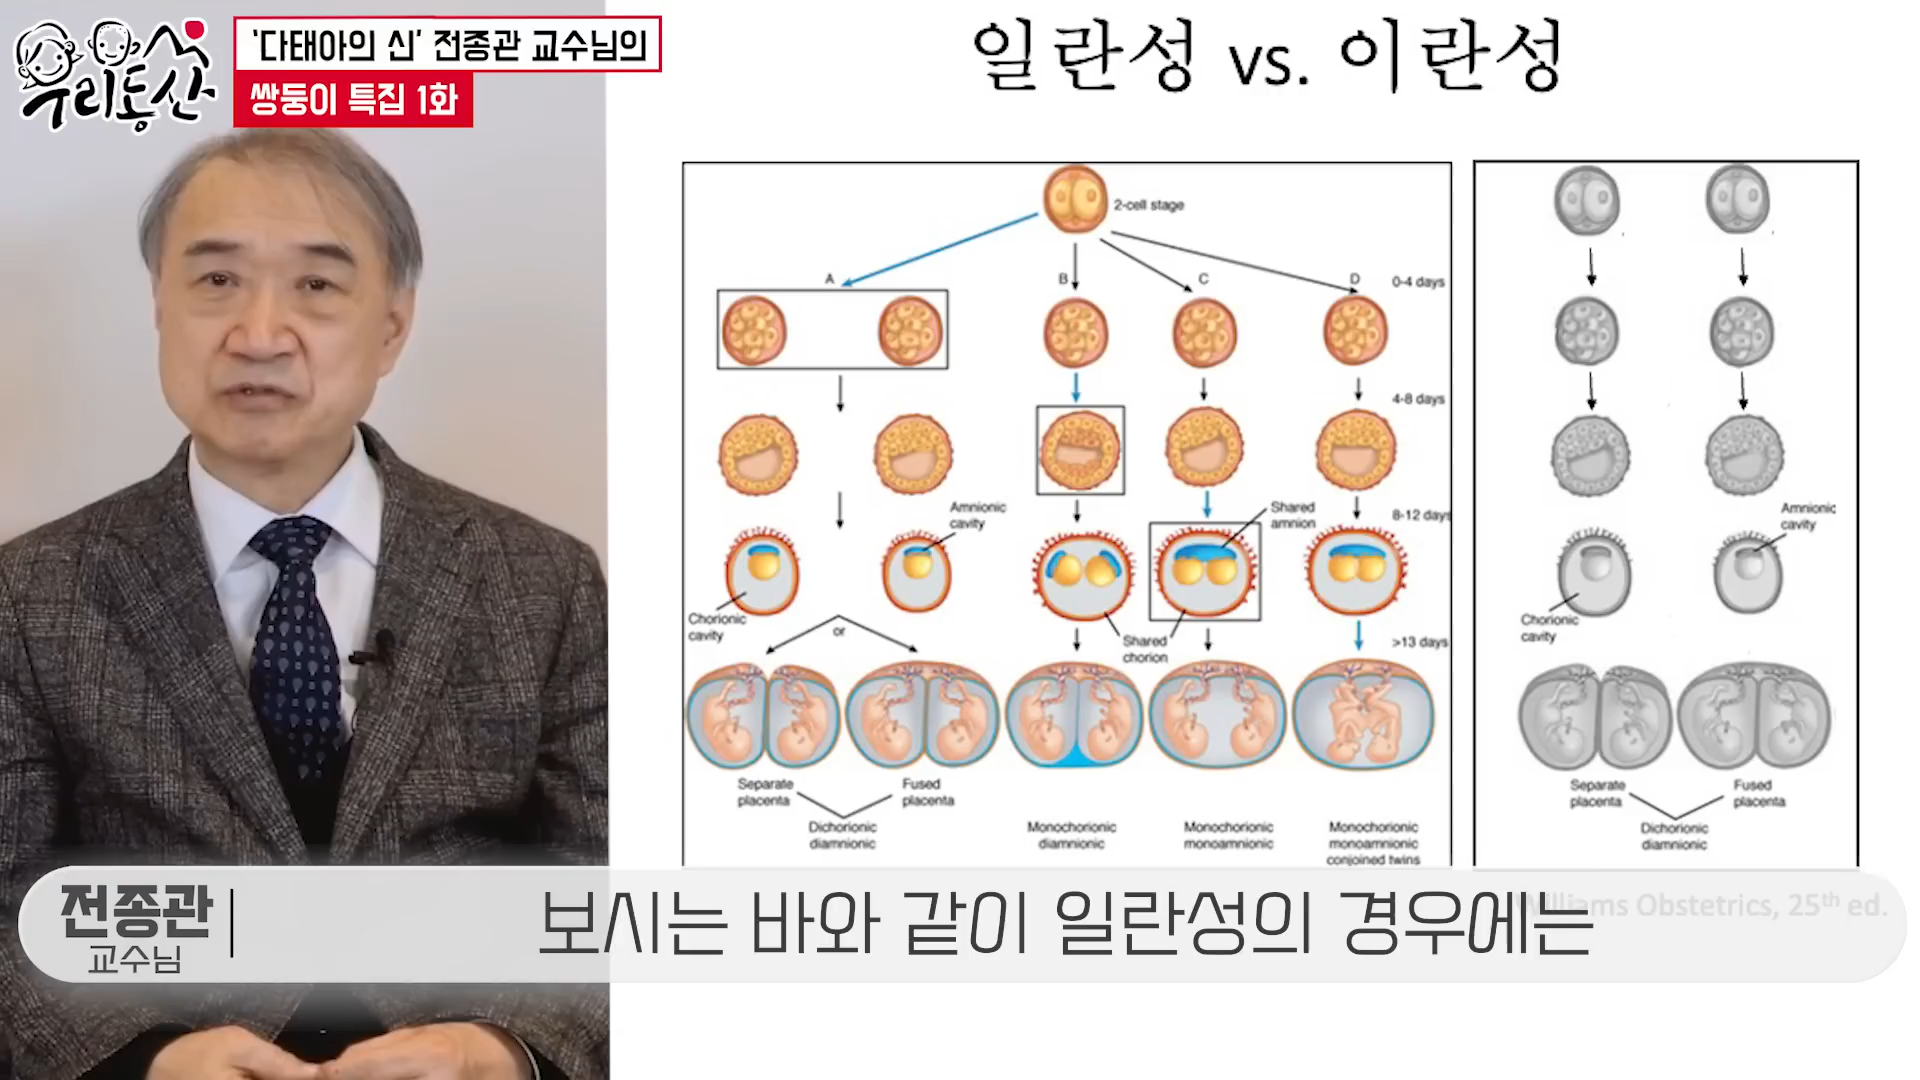 우리동산
'다태아의 신' 전종관 교수님의
쌍둥이 특집 1화
일란성 vs. 이란성
2-cell stage
A
B
C
D
0-4 days
4-8 days
Amnionic
cavity
Shared
amnion
8-12 days
Chorionic
cavity
or
Shared
chorion
>13 days
Separate
placenta
Fused
placenta
Dichorionic
diamnionic
Monochorionic
diamnionic
Monochorionic
monoamnionic
Monochorionic
monoamnionic
conjoined twins
Amnionic
cavity
Chorionic
cavity
Separate
placenta
Fused
placenta
Dichorionic
diamnionic
Williams Obstetrics, 25th ed.
전종관
교수님
보시는 바와 같이 일란성의 경우에는